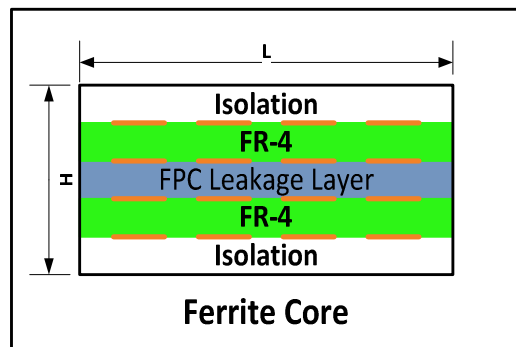 L
Isolation
FR-4
H
FPC Leakage Layer
FR-4
Isolation
Ferrite Core